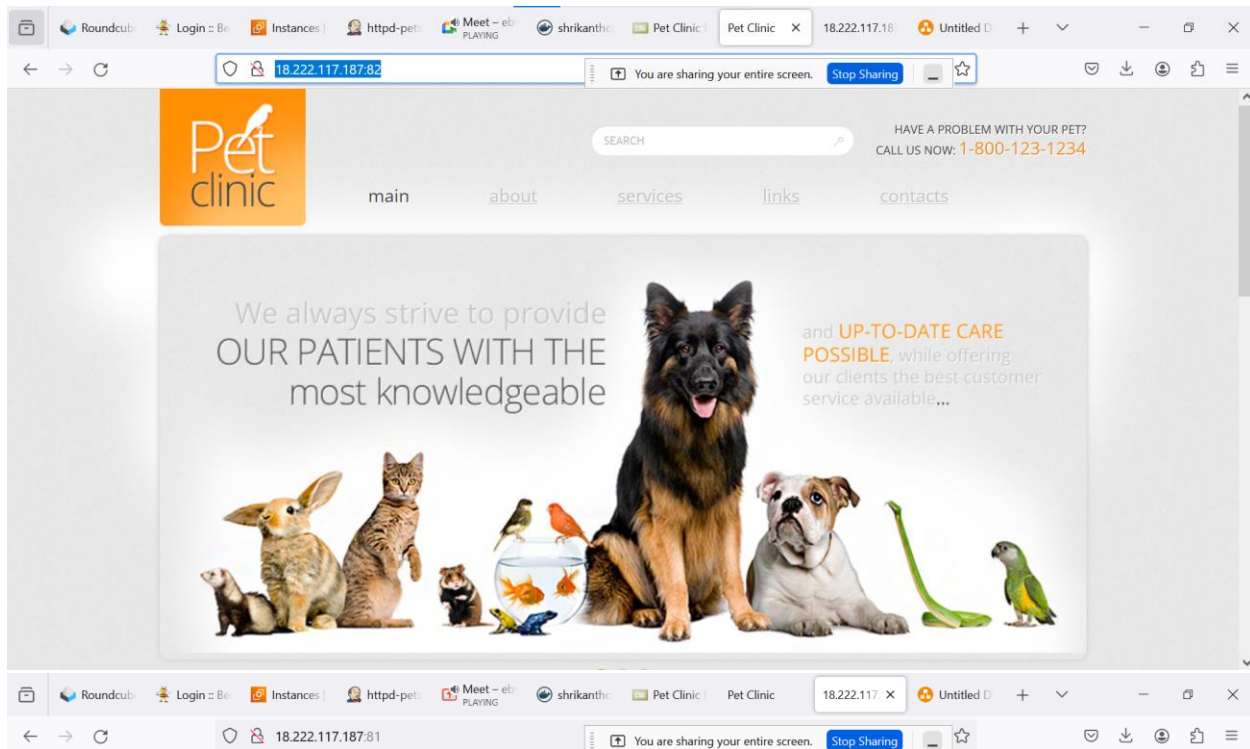 Roundcub Login :: Be Instances | httpd-pets Meet – eb PLAYING shrikantho Pet Clinic Pet Clinic 18.222.117.18 Untitled D
18.222.117.187:82 You are sharing your entire screen. Stop Sharing
Pet
clinic
SEARCH
HAVE A PROBLEM WITH YOUR PET?
CALL US NOW: 1-800-123-1234
main about services links contacts
We always strive to provide
OUR PATIENTS WITH THE
most knowledgeable
and UP-TO-DATE CARE
POSSIBLE, while offering
our clients the best customer
service available...
Roundcub Login :: Be Instances | httpd-pets Meet – eb PLAYING shrikantho Pet Clinic Pet Clinic 18.222.117. Untitled D
18.222.117.187:81 You are sharing your entire screen. Stop Sharing